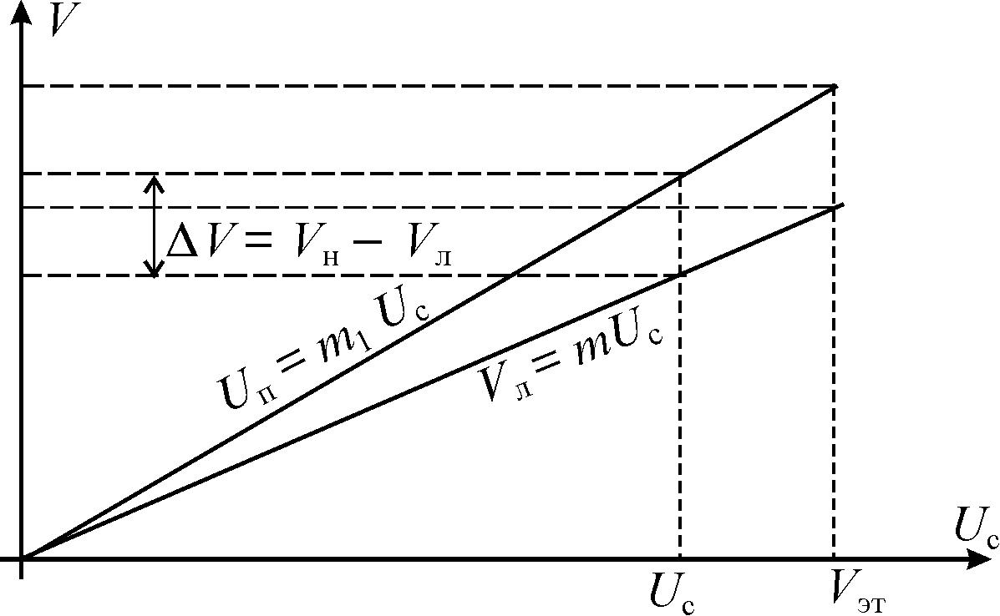 V
ΔV = Vн − Vл
Uп = m1 Uс
Vл = mUс
Uс
Uс
Vэт